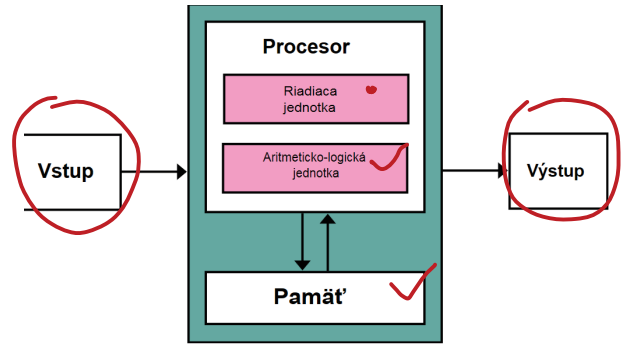 Procesor
Riadiaca
jednotka
Aritmeticko-logická
jednotka
Vstup
Výstup
Pamäť